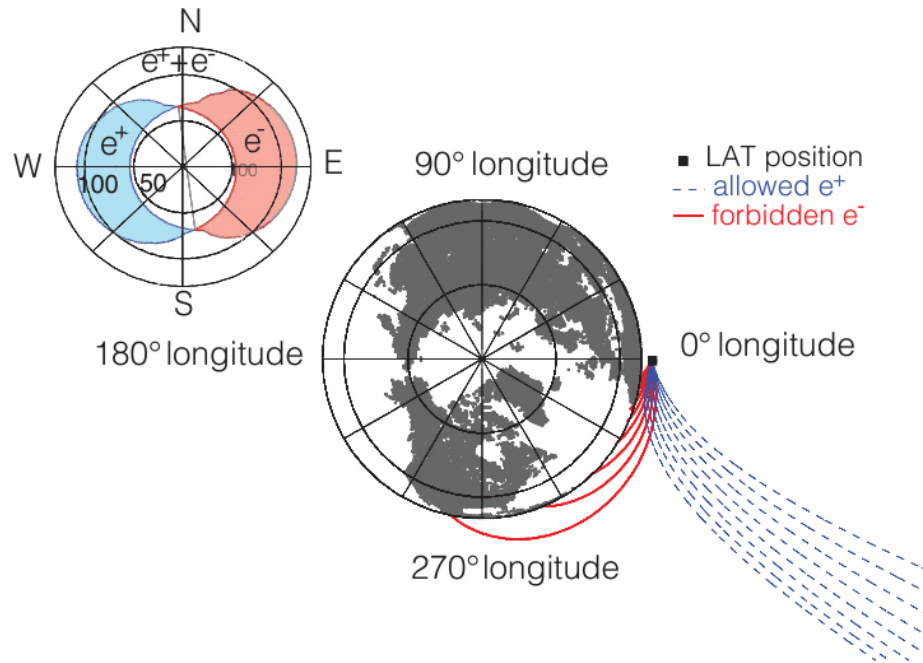 N
e⁺+e⁻
W
e⁺
e⁻
E
100
50
100
S
90° longitude
LAT position
allowed e⁺
forbidden e⁻
180° longitude
0° longitude
270° longitude